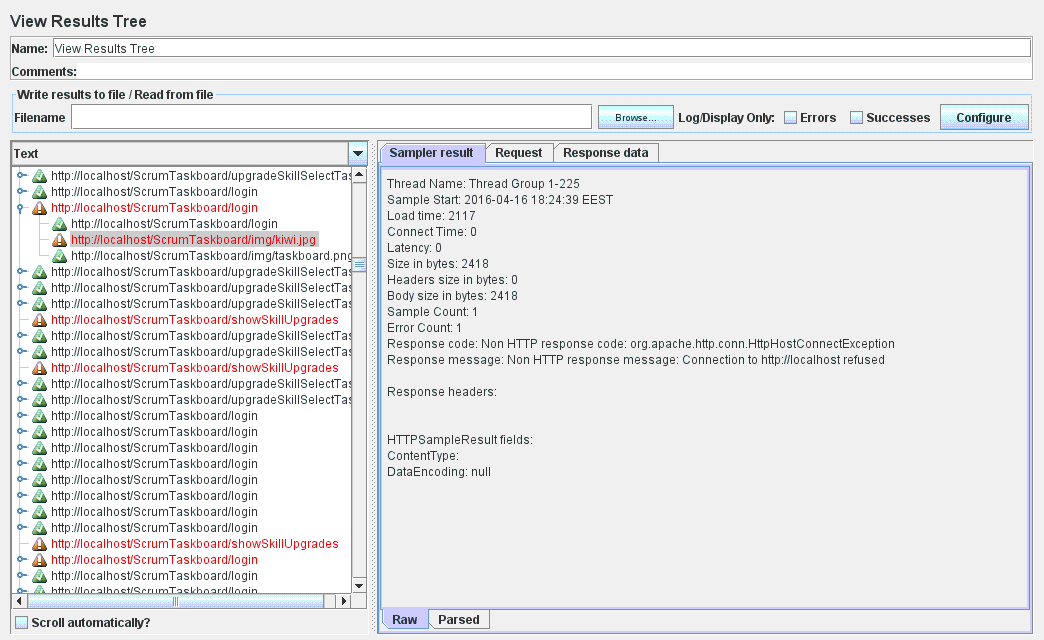 View Results Tree
Name: View Results Tree
Comments:
Write results to file / Read from file
Filename Browse... Log/Display Only: Errors Successes Configure
Text
http://localhost/ScrumTaskboard/upgradeSkillSelectTas
http://localhost/ScrumTaskboard/login
http://localhost/ScrumTaskboard/login
http://localhost/ScrumTaskboard/login
http://localhost/ScrumTaskboard/img/kiwi.jpg
http://localhost/ScrumTaskboard/img/taskboard.png
http://localhost/ScrumTaskboard/upgradeSkillSelectTas
http://localhost/ScrumTaskboard/upgradeSkillSelectTas
http://localhost/ScrumTaskboard/upgradeSkillSelectTas
http://localhost/ScrumTaskboard/showSkillUpgrades
http://localhost/ScrumTaskboard/upgradeSkillSelectTas
http://localhost/ScrumTaskboard/upgradeSkillSelectTas
http://localhost/ScrumTaskboard/showSkillUpgrades
http://localhost/ScrumTaskboard/upgradeSkillSelectTas
http://localhost/ScrumTaskboard/upgradeSkillSelectTas
http://localhost/ScrumTaskboard/login
http://localhost/ScrumTaskboard/login
http://localhost/ScrumTaskboard/login
http://localhost/ScrumTaskboard/login
http://localhost/ScrumTaskboard/login
http://localhost/ScrumTaskboard/login
http://localhost/ScrumTaskboard/login
http://localhost/ScrumTaskboard/login
http://localhost/ScrumTaskboard/showSkillUpgrades
http://localhost/ScrumTaskboard/login
http://localhost/ScrumTaskboard/login
http://localhost/ScrumTaskboard/login
Scroll automatically?
Sampler result Request Response data
Thread Name: Thread Group 1-225
Sample Start: 2016-04-16 18:24:39 EEST
Load time: 2117
Connect Time: 0
Latency: 0
Size in bytes: 2418
Headers size in bytes: 0
Body size in bytes: 2418
Sample Count: 1
Error Count: 1
Response code: Non HTTP response code: org.apache.http.conn.HttpHostConnectException
Response message: Non HTTP response message: Connection to http://localhost refused
Response headers:
HTTPSampleResult fields:
ContentType:
DataEncoding: null
Raw Parsed